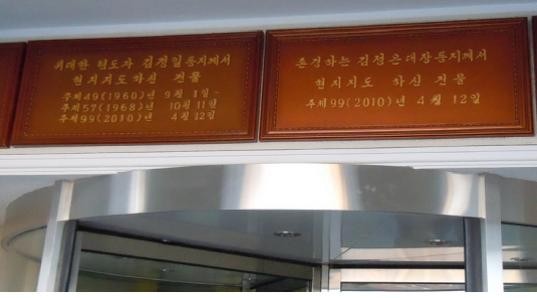 위대한 령도자 김정일동지께서
현지지도하신 건물
주체49(1960)년 9월 1일~
주체57(1968)년 10월 11일
주체99(2010)년 4월 12일
존경하는 김정은대장동지께서
현지지도 하신 건물
주체99(2010)년 4월 12일